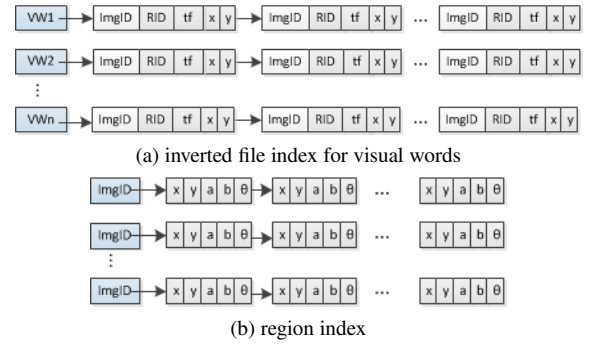 VW1 ImgID RID tf x y ImgID RID tf x y ... ImgID RID tf x y
VW2 ImgID RID tf x y ImgID RID tf x y ... ImgID RID tf x y
⋮
VWn ImgID RID tf x y ImgID RID tf x y ... ImgID RID tf x y
(a) inverted file index for visual words
ImgID x y a b θ x y a b θ ... x y a b θ
ImgID x y a b θ x y a b θ ... x y a b θ
⋮
ImgID x y a b θ x y a b θ ... x y a b θ
(b) region index